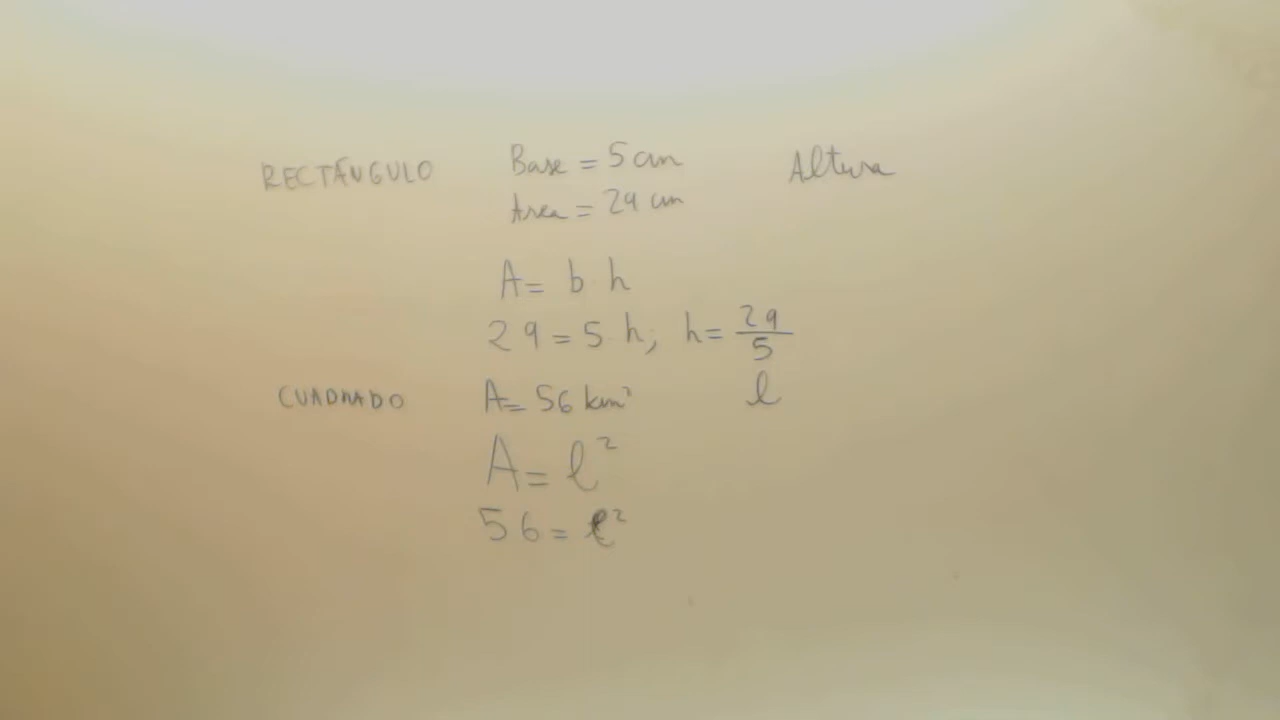 RECTÁNGULO Base = 5 cm Altura
Area = 29 cm
A = b h
29 = 5 · h; h = 29/5
CUADRADO A = 56 km² l
A = l²
56 = l²